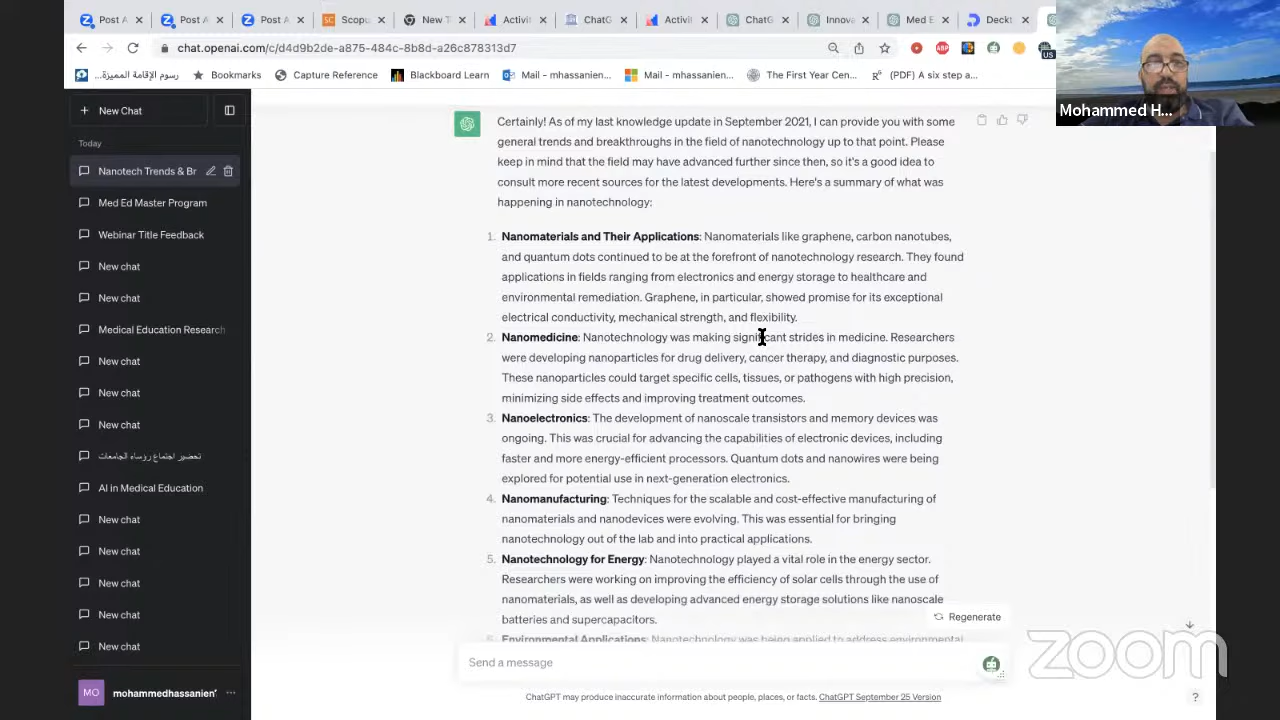 Post A
Post A
Post A
Scopu
New T
Activit
ChatG
Activit
ChatG
Innova
Med E
Deckt
chat.openai.com/c/d4d9b2de-a875-484c-8b8d-a26c878313d7
ABP
US
رسوم الإقامة المميزة...
Bookmarks
Capture Reference
Blackboard Learn
Mail – mhassanien...
Mail – mhassanien...
The First Year Cen...
(PDF) A six step a...
Mohammed H...
New Chat
Today
Nanotech Trends & Br
Med Ed Master Program
Webinar Title Feedback
New chat
New chat
Medical Education Research
New chat
New chat
New chat
تحضير اجتماع رؤساء الجامعات
AI in Medical Education
New chat
New chat
New chat
New chat
New chat
MO
mohammedhassanien'
Certainly! As of my last knowledge update in September 2021, I can provide you with some
general trends and breakthroughs in the field of nanotechnology up to that point. Please
keep in mind that the field may have advanced further since then, so it's a good idea to
consult more recent sources for the latest developments. Here's a summary of what was
happening in nanotechnology:
1. Nanomaterials and Their Applications: Nanomaterials like graphene, carbon nanotubes,
and quantum dots continued to be at the forefront of nanotechnology research. They found
applications in fields ranging from electronics and energy storage to healthcare and
environmental remediation. Graphene, in particular, showed promise for its exceptional
electrical conductivity, mechanical strength, and flexibility.
2. Nanomedicine: Nanotechnology was making significant strides in medicine. Researchers
were developing nanoparticles for drug delivery, cancer therapy, and diagnostic purposes.
These nanoparticles could target specific cells, tissues, or pathogens with high precision,
minimizing side effects and improving treatment outcomes.
3. Nanoelectronics: The development of nanoscale transistors and memory devices was
ongoing. This was crucial for advancing the capabilities of electronic devices, including
faster and more energy-efficient processors. Quantum dots and nanowires were being
explored for potential use in next-generation electronics.
4. Nanomanufacturing: Techniques for the scalable and cost-effective manufacturing of
nanomaterials and nanodevices were evolving. This was essential for bringing
nanotechnology out of the lab and into practical applications.
5. Nanotechnology for Energy: Nanotechnology played a vital role in the energy sector.
Researchers were working on improving the efficiency of solar cells through the use of
nanomaterials, as well as developing advanced energy storage solutions like nanoscale
batteries and supercapacitors.
Regenerate
Environmental Applications: Nanotechnology was being applied to address environmental
Send a message
zoom
ChatGPT may produce inaccurate information about people, places, or facts. ChatGPT September 25 Version
?